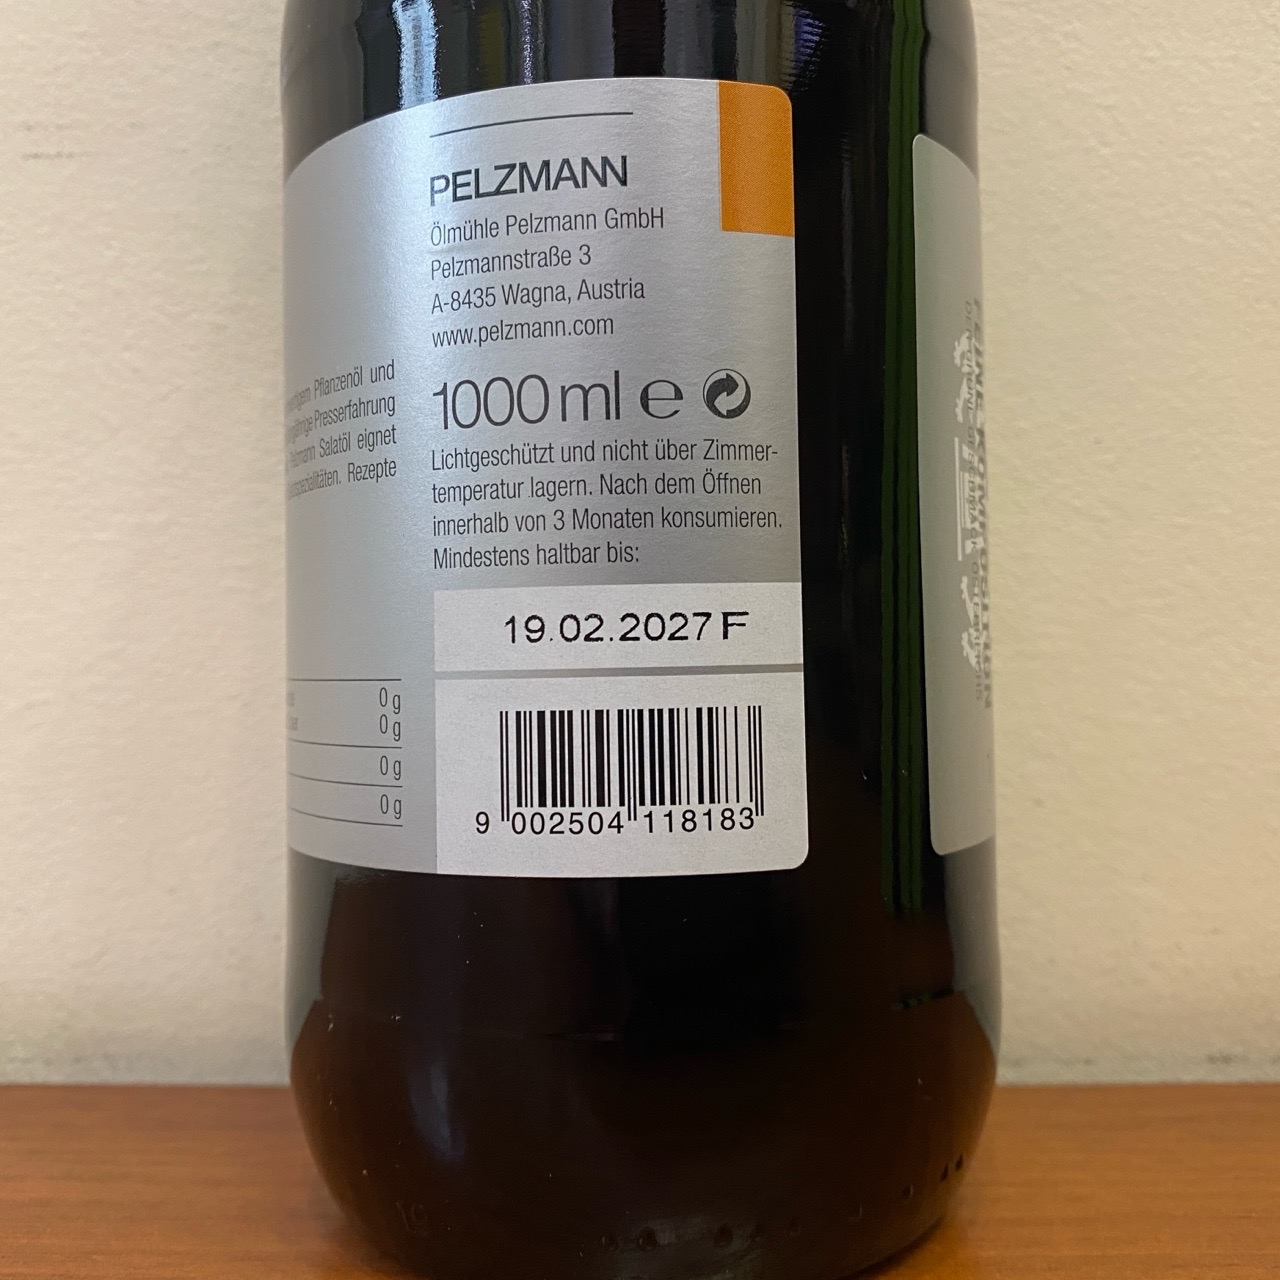 PELZMANN
Ölmühle Pelzmann GmbH
Pelzmannstraße 3
A-8435 Wagna, Austria
www.pelzmann.com
1000 ml e
Lichtgeschützt und nicht über Zimmer-
temperatur lagern. Nach dem Öffnen
innerhalb von 3 Monaten konsumieren.
Mindestens haltbar bis:
19.02.2027 F
9 002504 118183
Pflanzenöl und
Presserfahrung
Salatöl eignet
Rezepte
0 g
0 g
0 g
0 g
FEINE KOMPOSITION